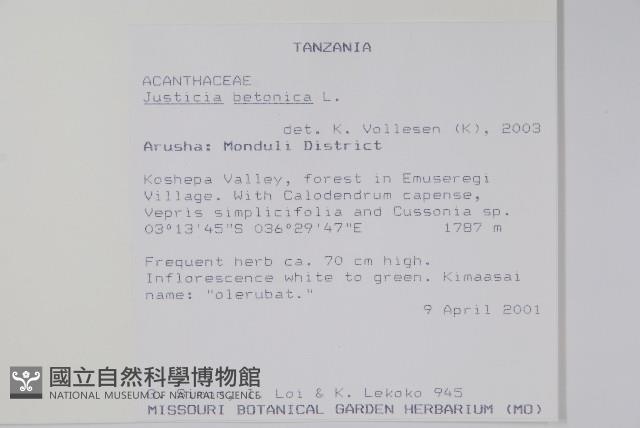 TANZANIA
ACANTHACEAE
Justicia betonica L.
det. K. Vollesen (K), 2003
Arusha: Monduli District
Koshepa Valley, forest in Emuseregi
Village. With Calodendrum capense,
Vepris simplicifolia and Cussonia sp.
03°13'45"S 036°29'47"E 1787 m
Frequent herb ca. 70 cm high.
Inflorescence white to green. Kimaasai
name: "olerubat."
9 April 2001
Loi & K. Lekoko 945
MISSOURI BOTANICAL GARDEN HERBARIUM (MO)
國立自然科學博物館
NATIONAL MUSEUM OF NATURAL SCIENCE